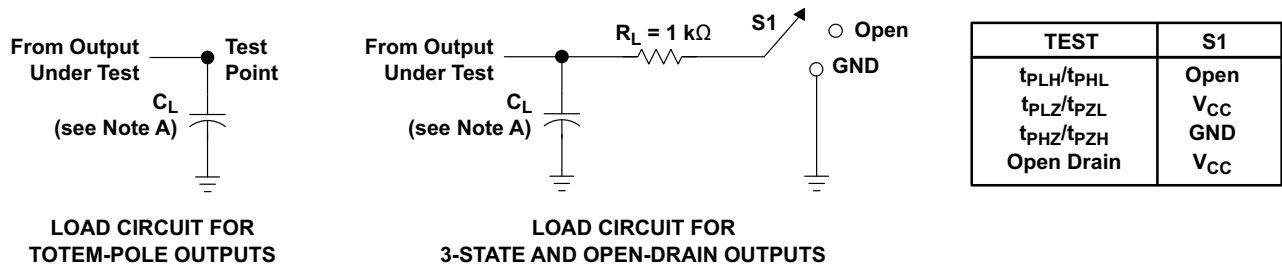 From Output
Under Test
Test
Point
C_L
(see Note A)
LOAD CIRCUIT FOR
TOTEM-POLE OUTPUTS
From Output
Under Test
C_L
(see Note A)
R_L = 1 kΩ
S1
Open
GND
LOAD CIRCUIT FOR
3-STATE AND OPEN-DRAIN OUTPUTS
TEST S1
t_PLH/t_PHL Open
t_PLZ/t_PZL V_CC
t_PHZ/t_PZH GND
Open Drain V_CC